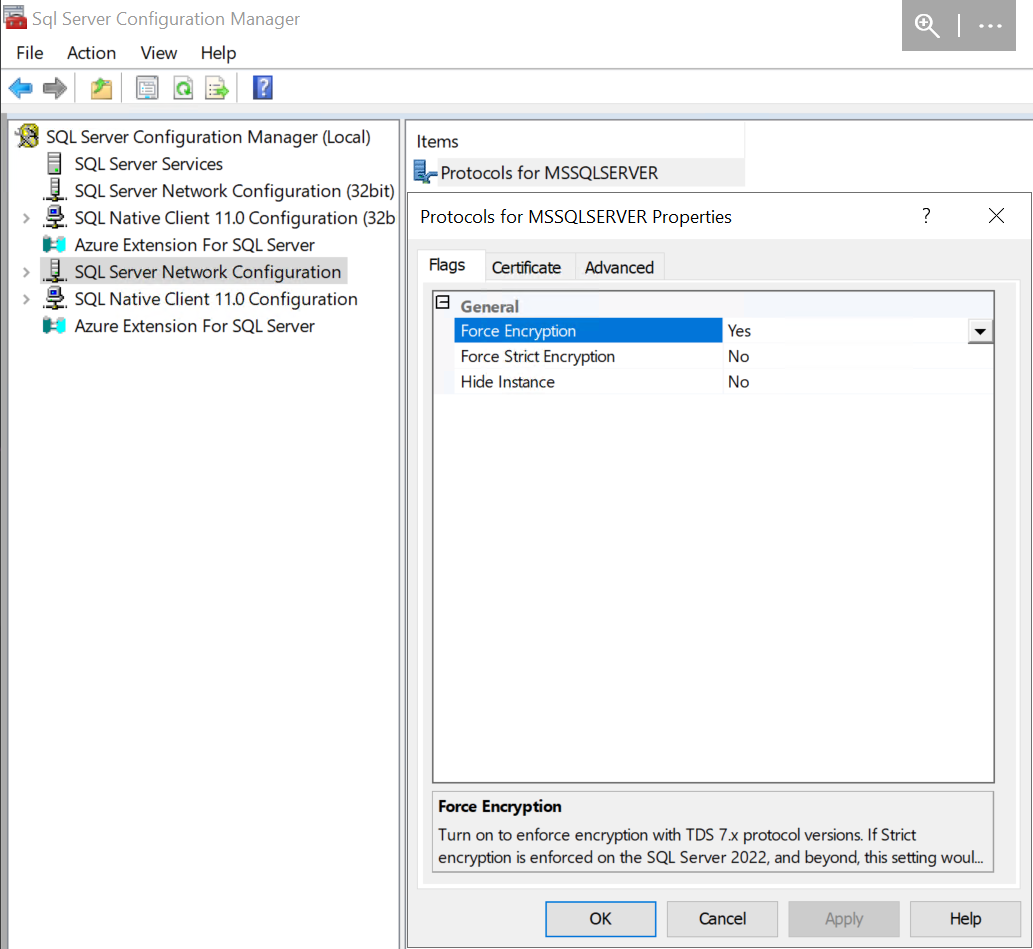 Sql Server Configuration Manager
File Action View Help
SQL Server Configuration Manager (Local)
SQL Server Services
SQL Server Network Configuration (32bit)
SQL Native Client 11.0 Configuration (32b
Azure Extension For SQL Server
SQL Server Network Configuration
SQL Native Client 11.0 Configuration
Azure Extension For SQL Server
Items
Protocols for MSSQLSERVER
Protocols for MSSQLSERVER Properties ?
Flags Certificate Advanced
General
Force Encryption Yes
Force Strict Encryption No
Hide Instance No
Force Encryption
Turn on to enforce encryption with TDS 7.x protocol versions. If Strict
encryption is enforced on the SQL Server 2022, and beyond, this setting woul...
OK Cancel Apply Help